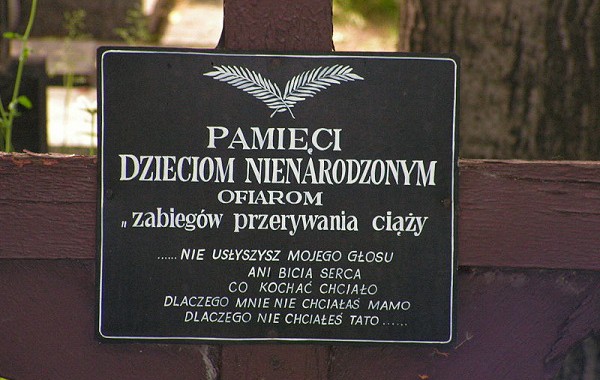 PAMIĘCI
DZIECIOM NIENARODZONYM
OFIAROM
„zabiegów przerywania ciąży
......NIE USŁYSZYSZ MOJEGO GŁOSU
ANI BICIA SERCA
CO KOCHAĆ CHCIAŁO
DLACZEGO MNIE NIE CHCIAŁAŚ MAMO
DLACZEGO NIE CHCIAŁEŚ TATO......